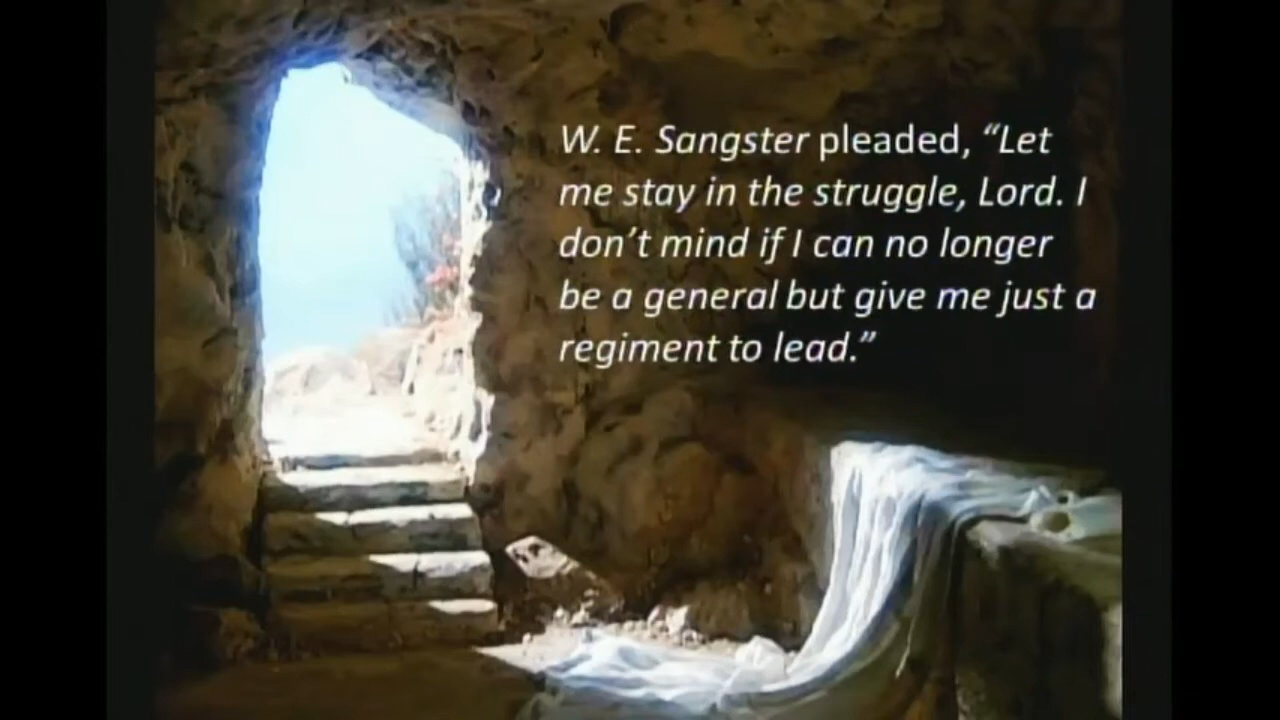 W. E. Sangster pleaded, “Let
me stay in the struggle, Lord. I
don’t mind if I can no longer
be a general but give me just a
regiment to lead.”